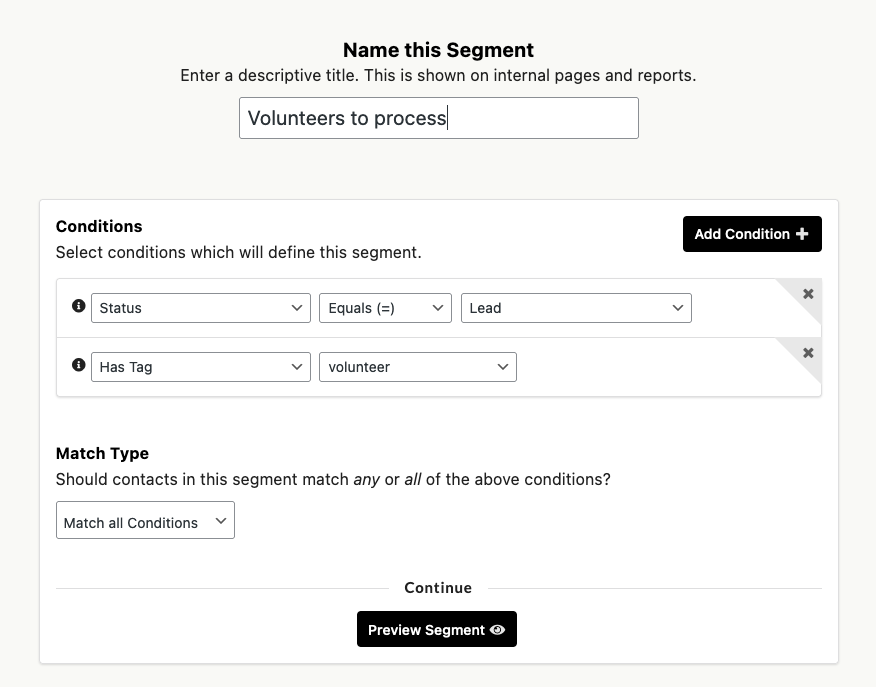 Name this Segment
Enter a descriptive title. This is shown on internal pages and reports.
Volunteers to process
Conditions
Select conditions which will define this segment.
Add Condition
Status Equals (=) Lead
Has Tag volunteer
Match Type
Should contacts in this segment match any or all of the above conditions?
Match all Conditions
Continue
Preview Segment